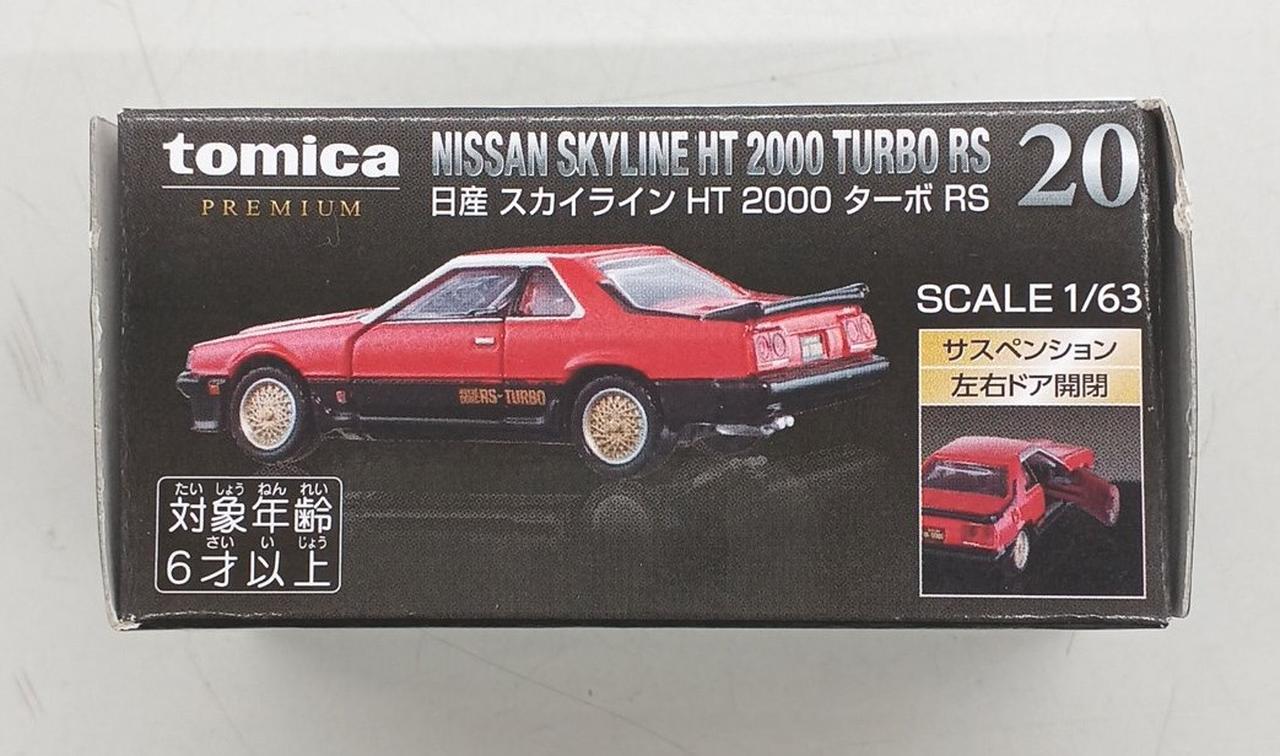 tomica
PREMIUM
NISSAN SKYLINE HT 2000 TURBO RS
日産 スカイライン HT 2000 ターボ RS
20
SCALE 1/63
サスペンション
左右ドア開閉
RS-TURBO
たい しょう ねん れい
対象年齢
さい い じょう
6才以上